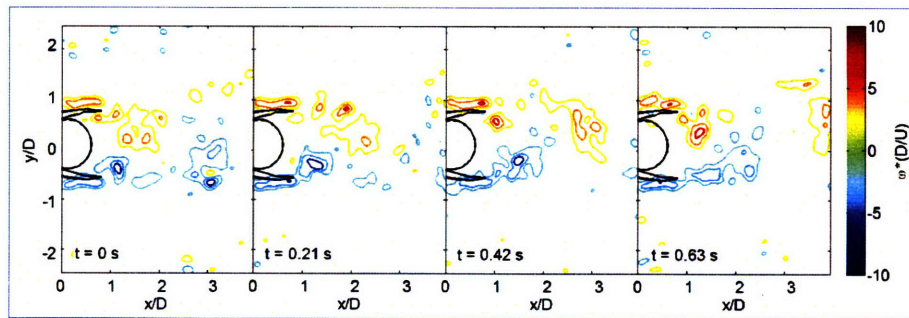 2
1
0
-1
-2
y/D
t = 0 s
t = 0.21 s
t = 0.42 s
t = 0.63 s
0 1 2 3
0 1 2 3
0 1 2 3
0 1 2 3
x/D
x/D
x/D
x/D
10
5
0
-5
-10
ω*(D/U)